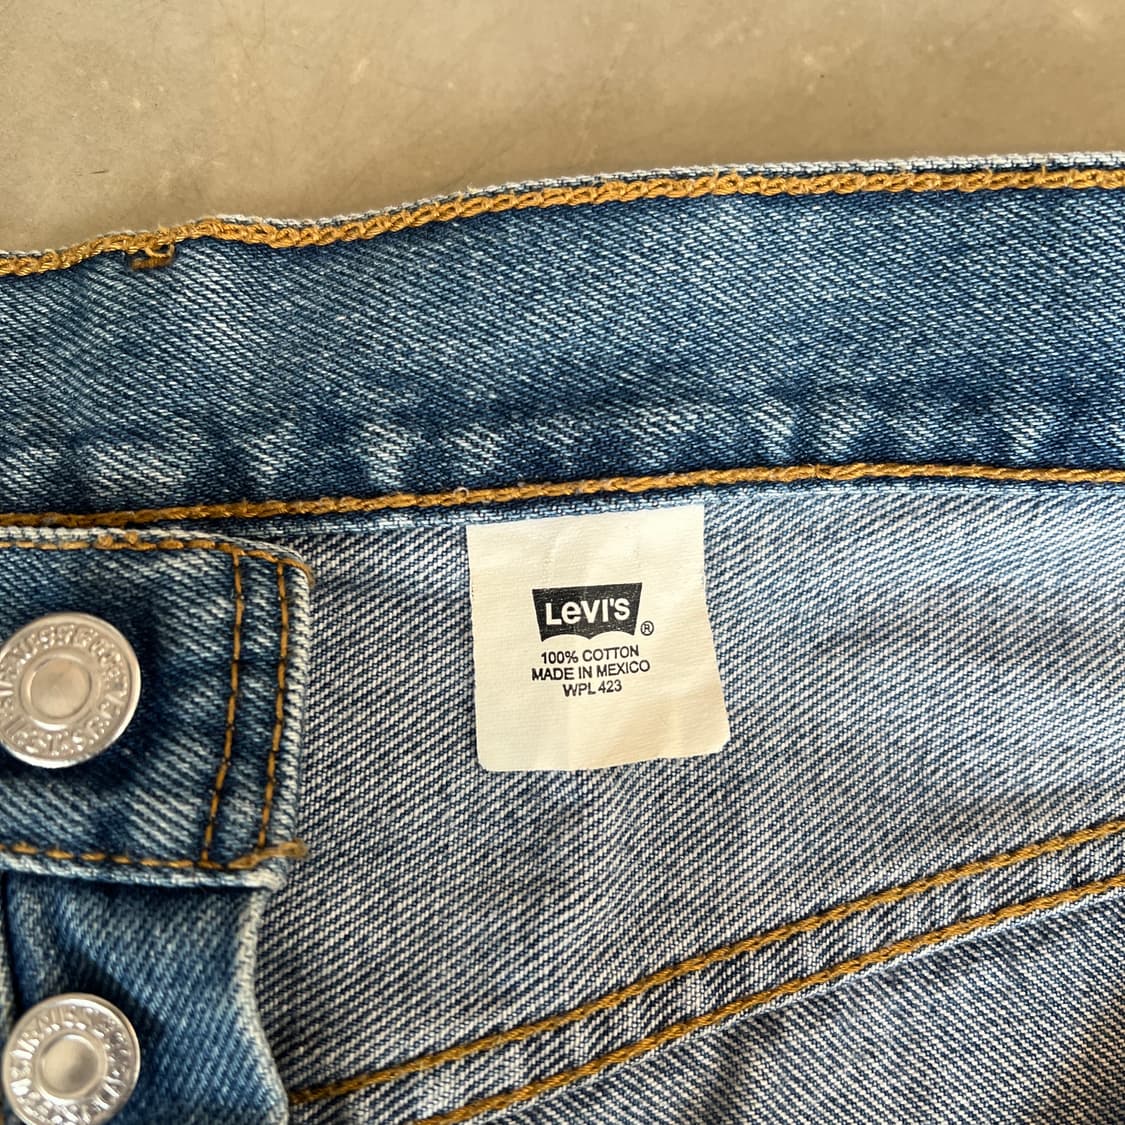 LEVI'S
®
100% COTTON
MADE IN MEXICO
WPL 423